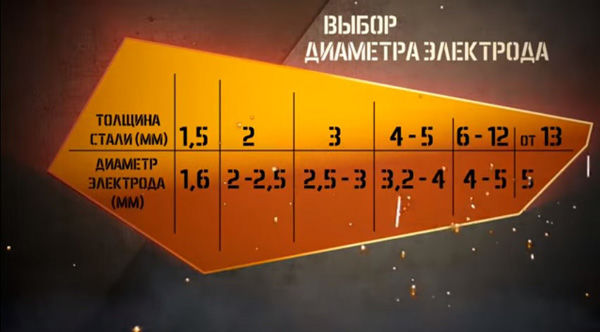 ВЫБОР
ДИАМЕТРА ЭЛЕКТРОДА
ТОЛЩИНА
СТАЛИ (ММ) 1,5 2 3 4 - 5 6 - 12 от 13
ДИАМЕТР
ЭЛЕКТРОДА
(ММ) 1,6 2 - 2,5 2,5 - 3 3,2 - 4 4 - 5 5